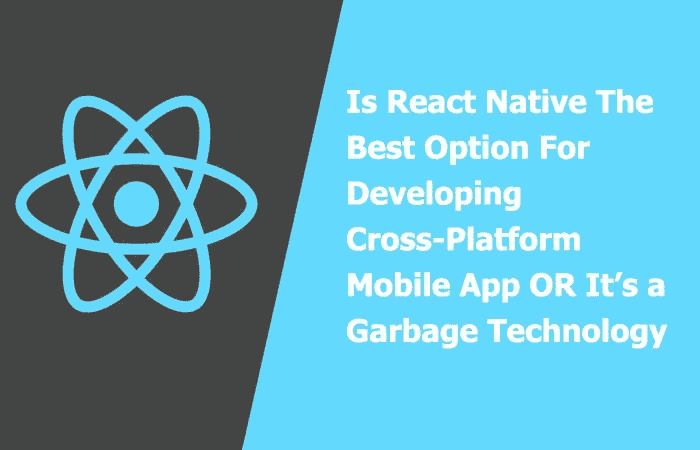 Is React Native The
Best Option For
Developing
Cross-Platform
Mobile App OR It’s a
Garbage Technology